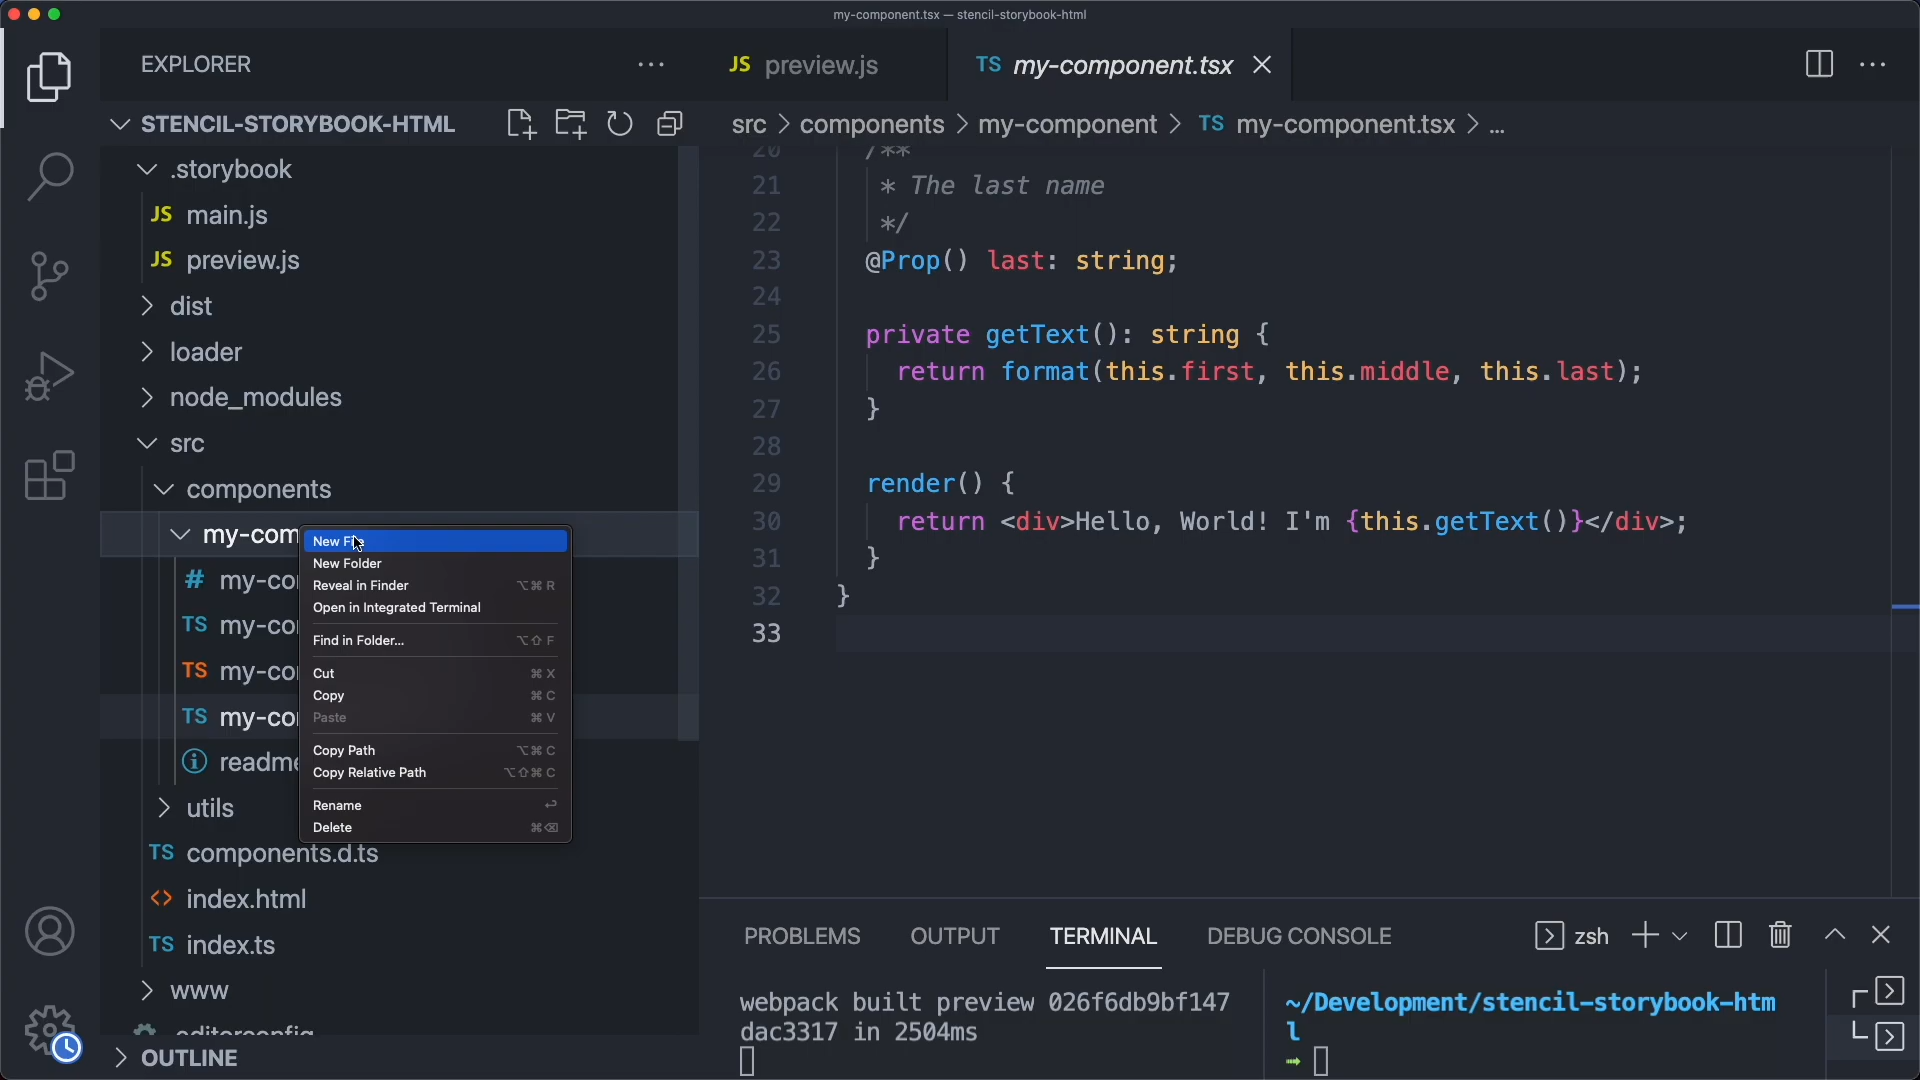 my-component.tsx — stencil-storybook-html
EXPLORER
JS preview.js
TS my-component.tsx
STENCIL-STORYBOOK-HTML
src > components > my-component > TS my-component.tsx > ...
.storybook
JS main.js
JS preview.js
dist
loader
node_modules
src
components
my-com
# my-co
TS my-co
TS my-co
TS my-co
readme
utils
TS components.d.ts
<> index.html
TS index.ts
www
.editorconfig
OUTLINE
New File
New Folder
Reveal in Finder ⌥⌘ R
Open in Integrated Terminal
Find in Folder... ⌥⇧ F
Cut ⌘ X
Copy ⌘ C
Paste ⌘ V
Copy Path ⌥⌘ C
Copy Relative Path ⌥⇧⌘ C
Rename ⏎
Delete ⌘⌫
20 /**
21 * The last name
22 */
23 @Prop() last: string;
24
25 private getText(): string {
26 return format(this.first, this.middle, this.last);
27 }
28
29 render() {
30 return <div>Hello, World! I'm {this.getText()}</div>;
31 }
32 }
33
PROBLEMS OUTPUT TERMINAL DEBUG CONSOLE
zsh
webpack built preview 026f6db9bf147
dac3317 in 2504ms
~/Development/stencil-storybook-htm
l
→